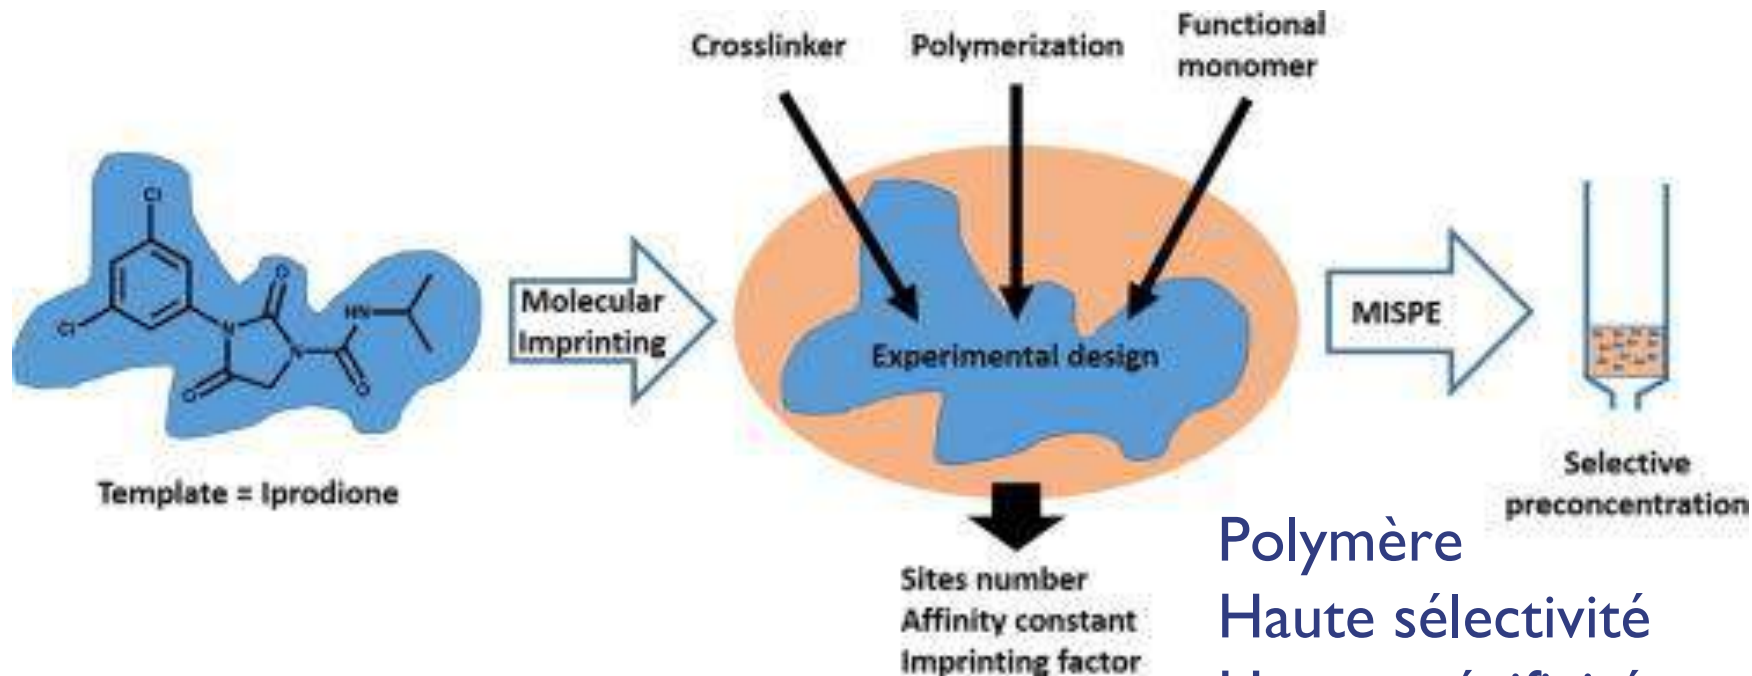 Crosslinker
Polymerization
Functional
monomer
Cl
Cl
N
O
O
N
HN
O
Molecular
Imprinting
Experimental design
MISPE
Template = Iprodione
Selective
preconcentration
Sites number
Affinity constant
Imprinting factor
Polymère
Haute sélectivité